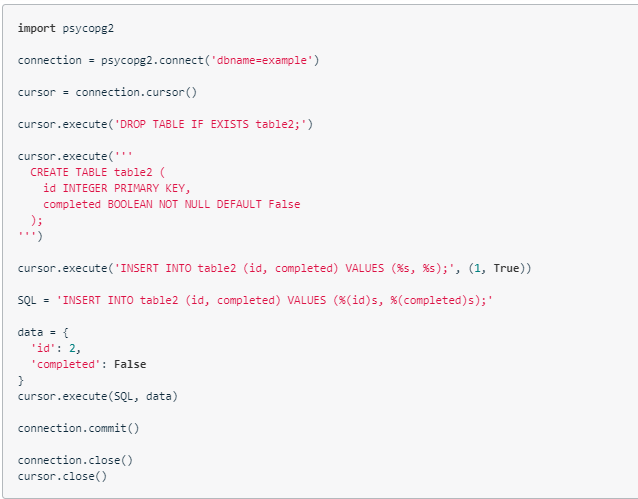 import psycopg2
connection = psycopg2.connect('dbname=example')
cursor = connection.cursor()
cursor.execute('DROP TABLE IF EXISTS table2;')
cursor.execute('''
  CREATE TABLE table2 (
    id INTEGER PRIMARY KEY,
    completed BOOLEAN NOT NULL DEFAULT False
  );
''')
cursor.execute('INSERT INTO table2 (id, completed) VALUES (%s, %s);', (1, True))
SQL = 'INSERT INTO table2 (id, completed) VALUES (%(id)s, %(completed)s);'
data = {
  'id': 2,
  'completed': False
}
cursor.execute(SQL, data)
connection.commit()
connection.close()
cursor.close()